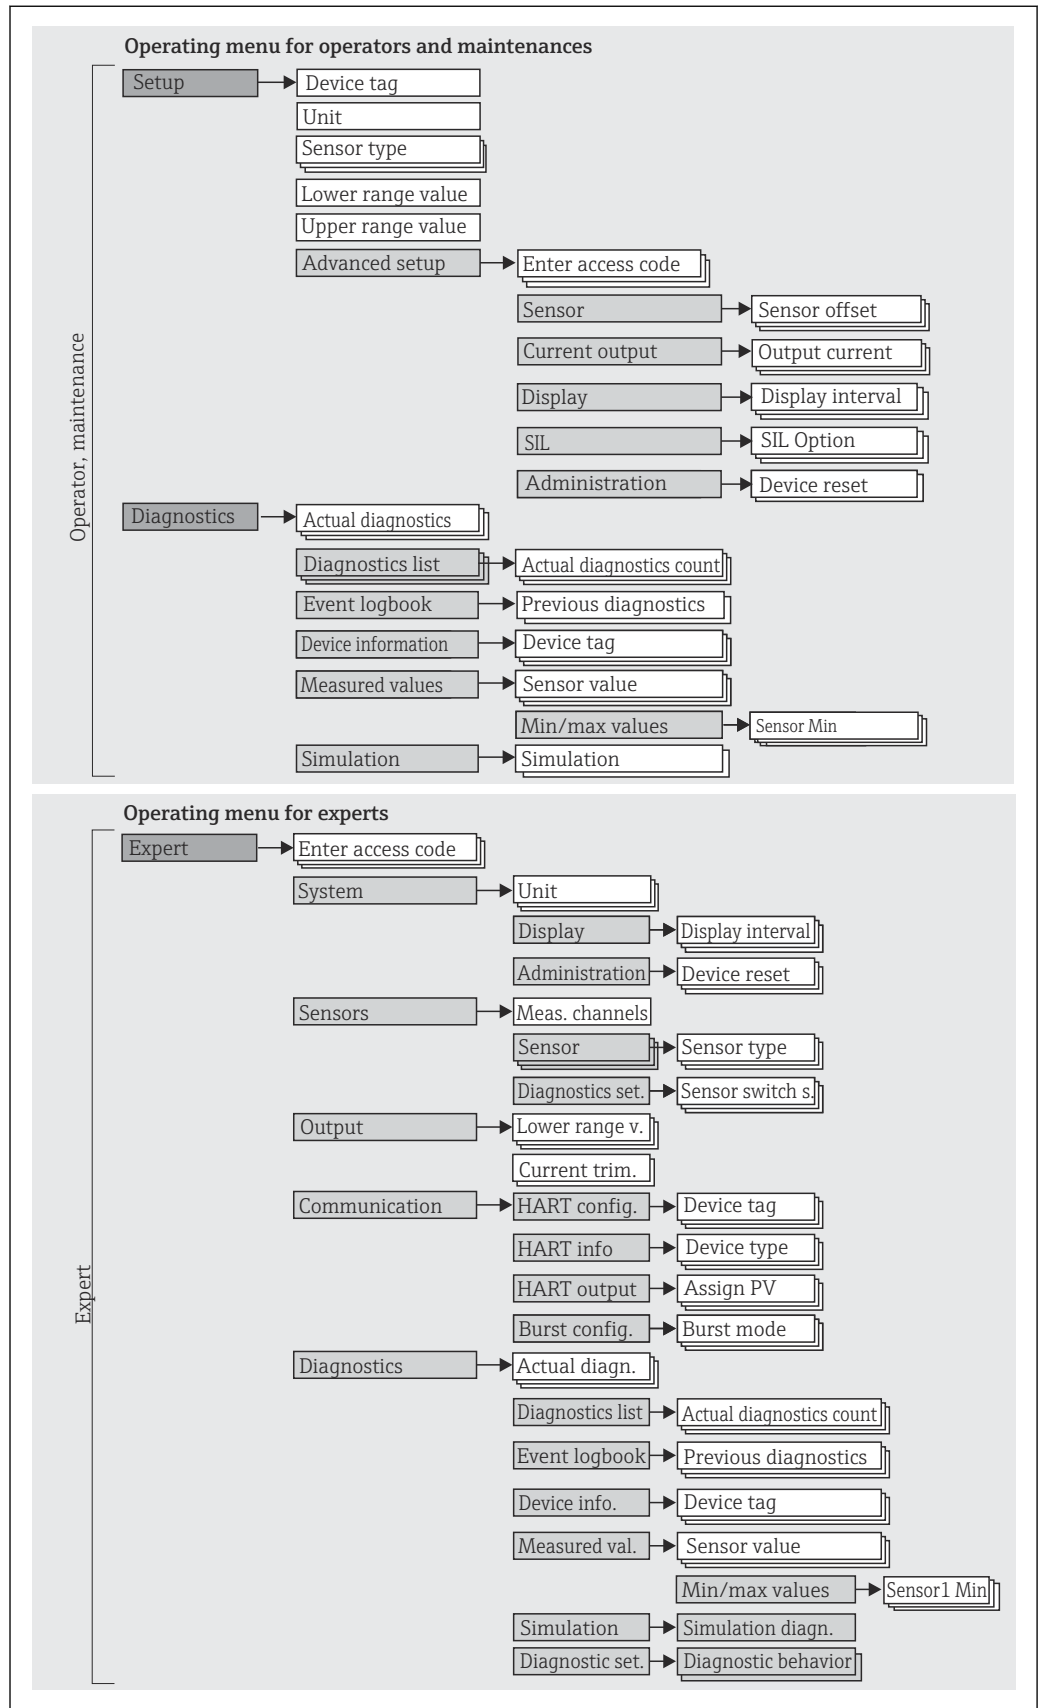 Operating menu for operators and maintenances
Operator, maintenance
Setup
Device tag
Unit
Sensor type
Lower range value
Upper range value
Advanced setup
Enter access code
Sensor
Sensor offset
Current output
Output current
Display
Display interval
SIL
SIL Option
Administration
Device reset
Diagnostics
Actual diagnostics
Diagnostics list
Actual diagnostics count
Event logbook
Previous diagnostics
Device information
Device tag
Measured values
Sensor value
Min/max values
Sensor Min
Simulation
Simulation
Operating menu for experts
Expert
Expert
Enter access code
System
Unit
Display
Display interval
Administration
Device reset
Sensors
Meas. channels
Sensor
Sensor type
Diagnostics set.
Sensor switch s.
Output
Lower range v.
Current trim.
Communication
HART config.
Device tag
HART info
Device type
HART output
Assign PV
Burst config.
Burst mode
Diagnostics
Actual diagn.
Diagnostics list
Actual diagnostics count
Event logbook
Previous diagnostics
Device info.
Device tag
Measured val.
Sensor value
Min/max values
Sensor1 Min
Simulation
Simulation diagn.
Diagnostic set.
Diagnostic behavior